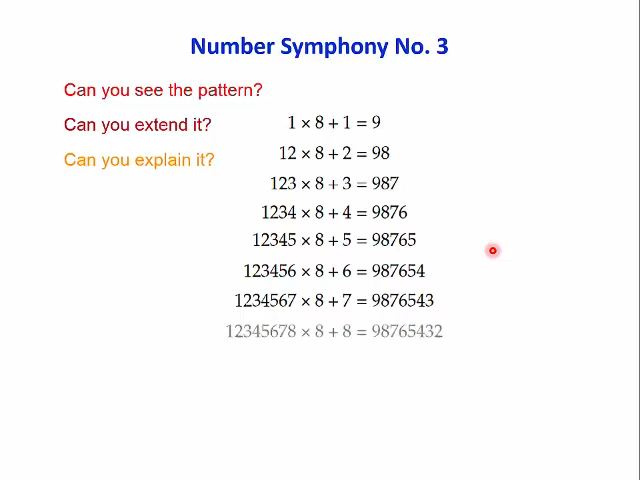 Number Symphony No. 3
Can you see the pattern?
Can you extend it?
Can you explain it?
1 × 8 + 1 = 9
12 × 8 + 2 = 98
123 × 8 + 3 = 987
1234 × 8 + 4 = 9876
12345 × 8 + 5 = 98765
123456 × 8 + 6 = 987654
1234567 × 8 + 7 = 9876543
12345678 × 8 + 8 = 98765432